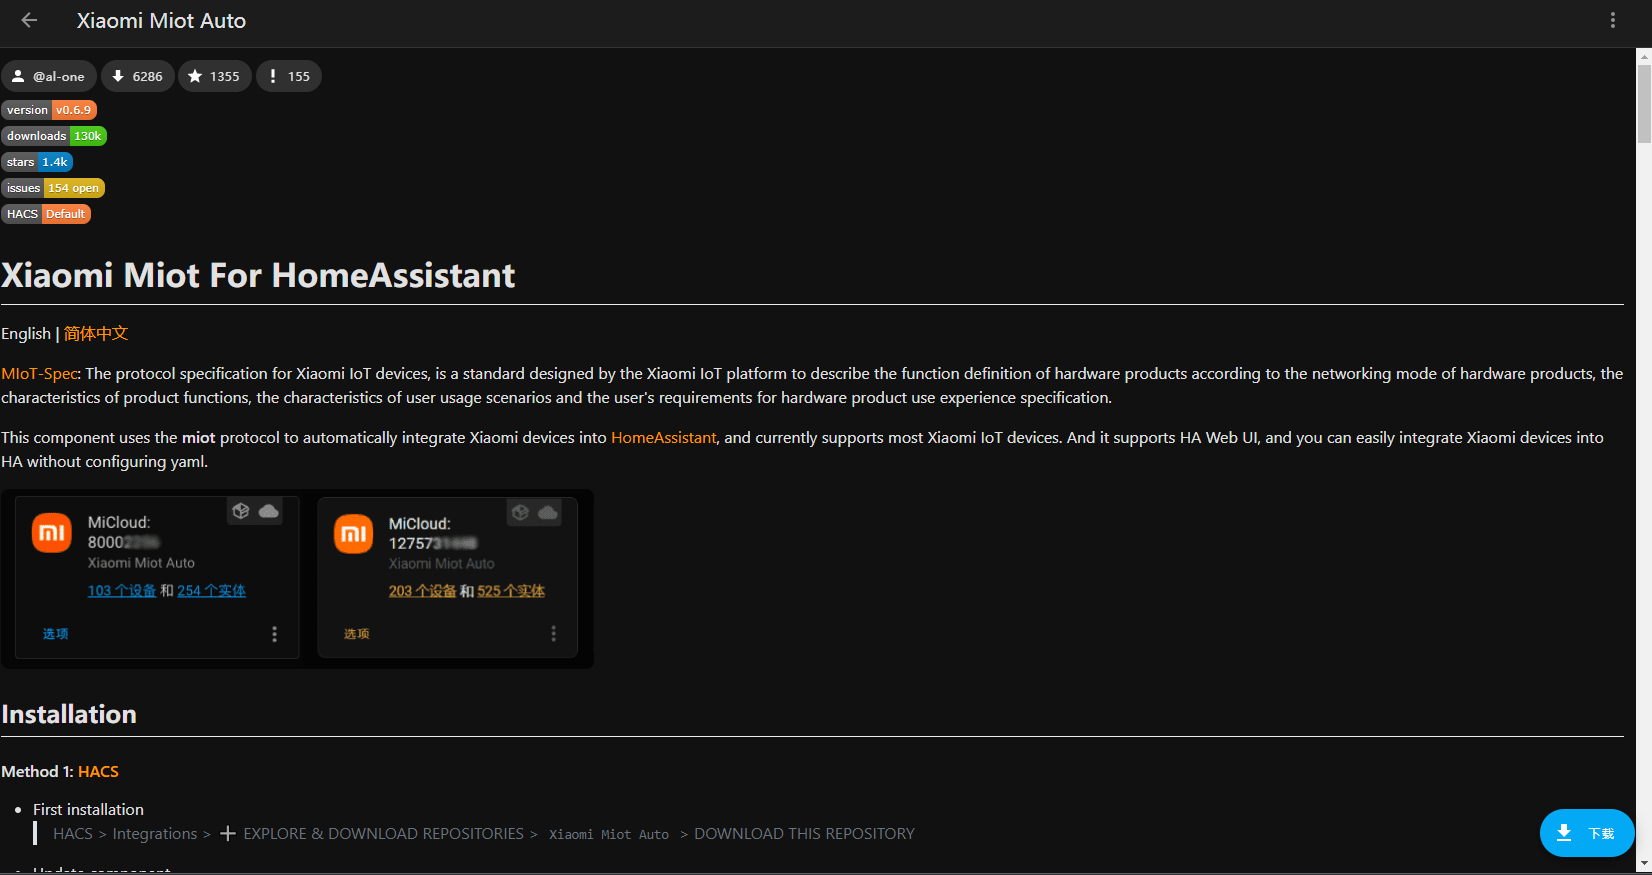 Xiaomi Miot Auto
@al-one 6286 1355 155
version v0.6.9
downloads 130k
stars 1.4k
issues 154 open
HACS Default
Xiaomi Miot For HomeAssistant
English | 简体中文
MIoT-Spec: The protocol specification for Xiaomi IoT devices, is a standard designed by the Xiaomi IoT platform to describe the function definition of hardware products according to the networking mode of hardware products, the
characteristics of product functions, the characteristics of user usage scenarios and the user's requirements for hardware product use experience specification.
This component uses the miot protocol to automatically integrate Xiaomi devices into HomeAssistant, and currently supports most Xiaomi IoT devices. And it supports HA Web UI, and you can easily integrate Xiaomi devices into
HA without configuring yaml.
MiCloud:
80002
Xiaomi Miot Auto
103 个设备 和 254 个实体
选项
MiCloud:
127573
Xiaomi Miot Auto
203 个设备 和 525 个实体
选项
Installation
Method 1: HACS
First installation
HACS > Integrations > + EXPLORE & DOWNLOAD REPOSITORIES > Xiaomi Miot Auto > DOWNLOAD THIS REPOSITORY
下载
Update component